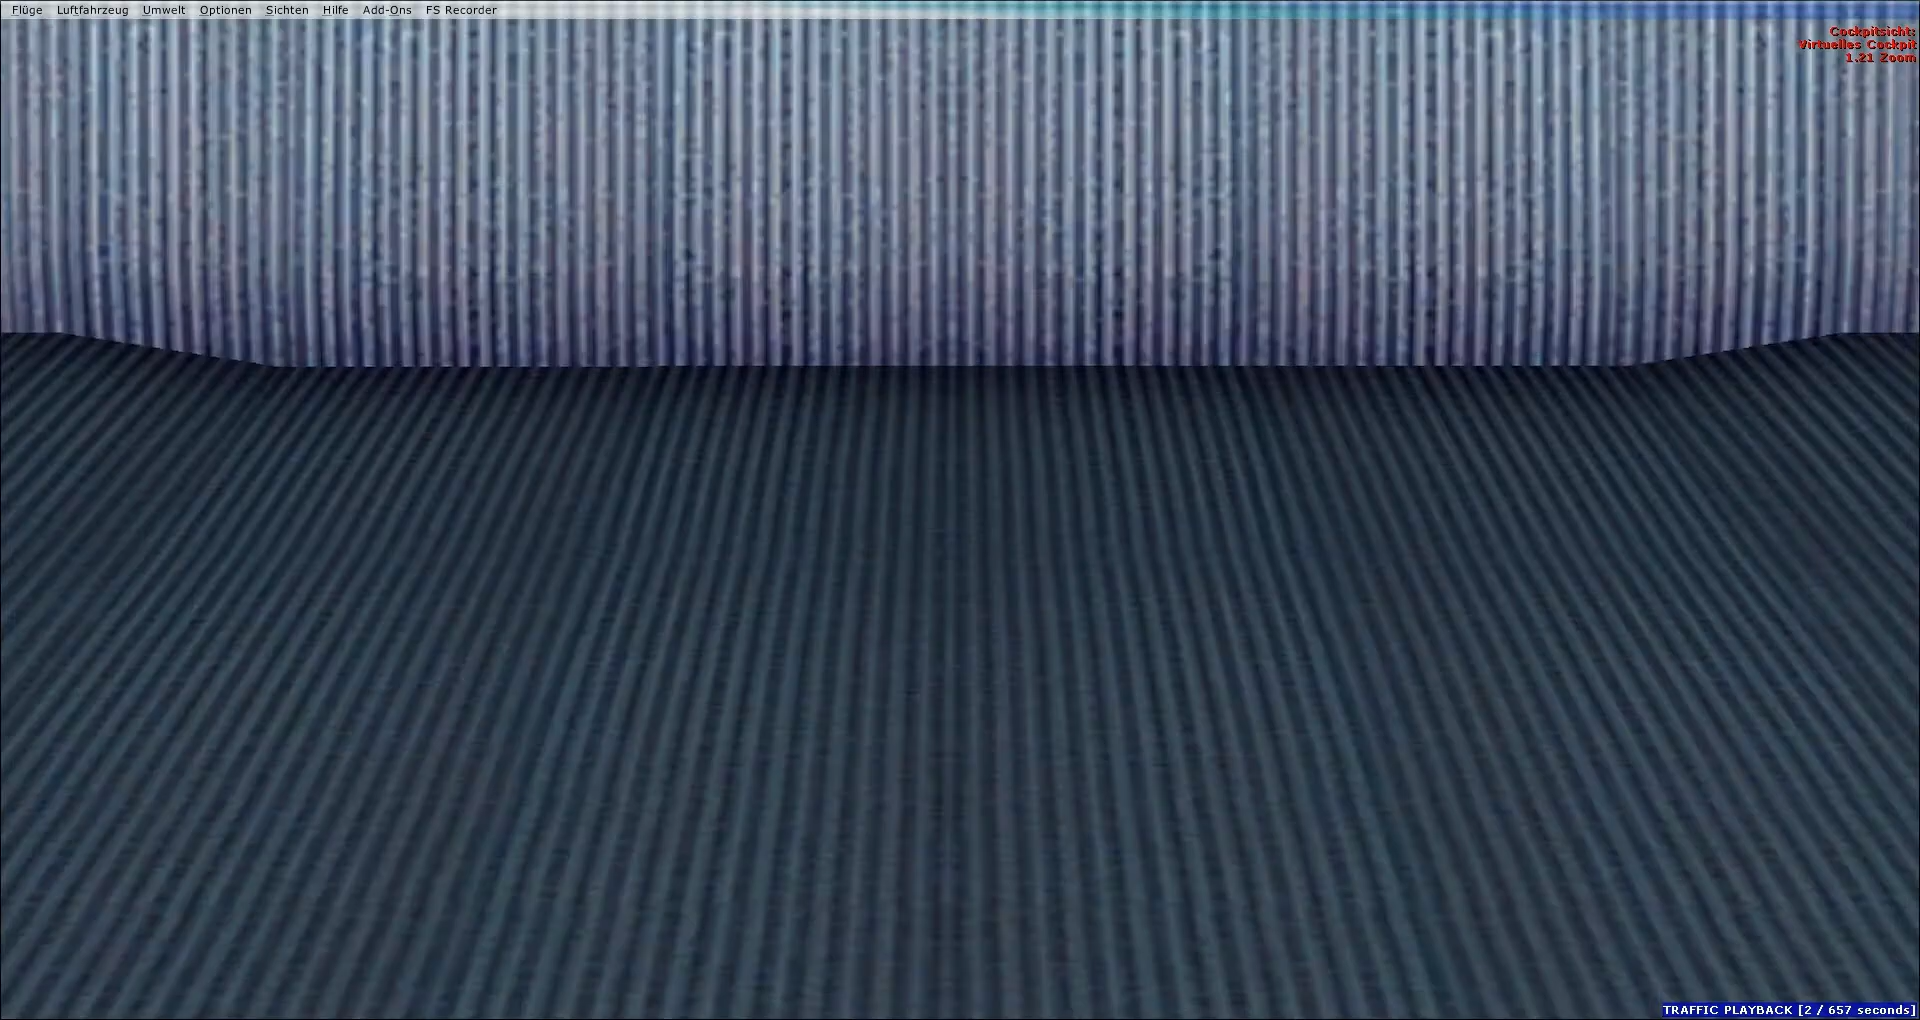 Flüge Luftfahrzeug Umwelt Optionen Sichten Hilfe Add-Ons FS Recorder
Cockpitsicht:
Virtuelles Cockpit
1.21 Zoom
TRAFFIC PLAYBACK [2 / 657 seconds]